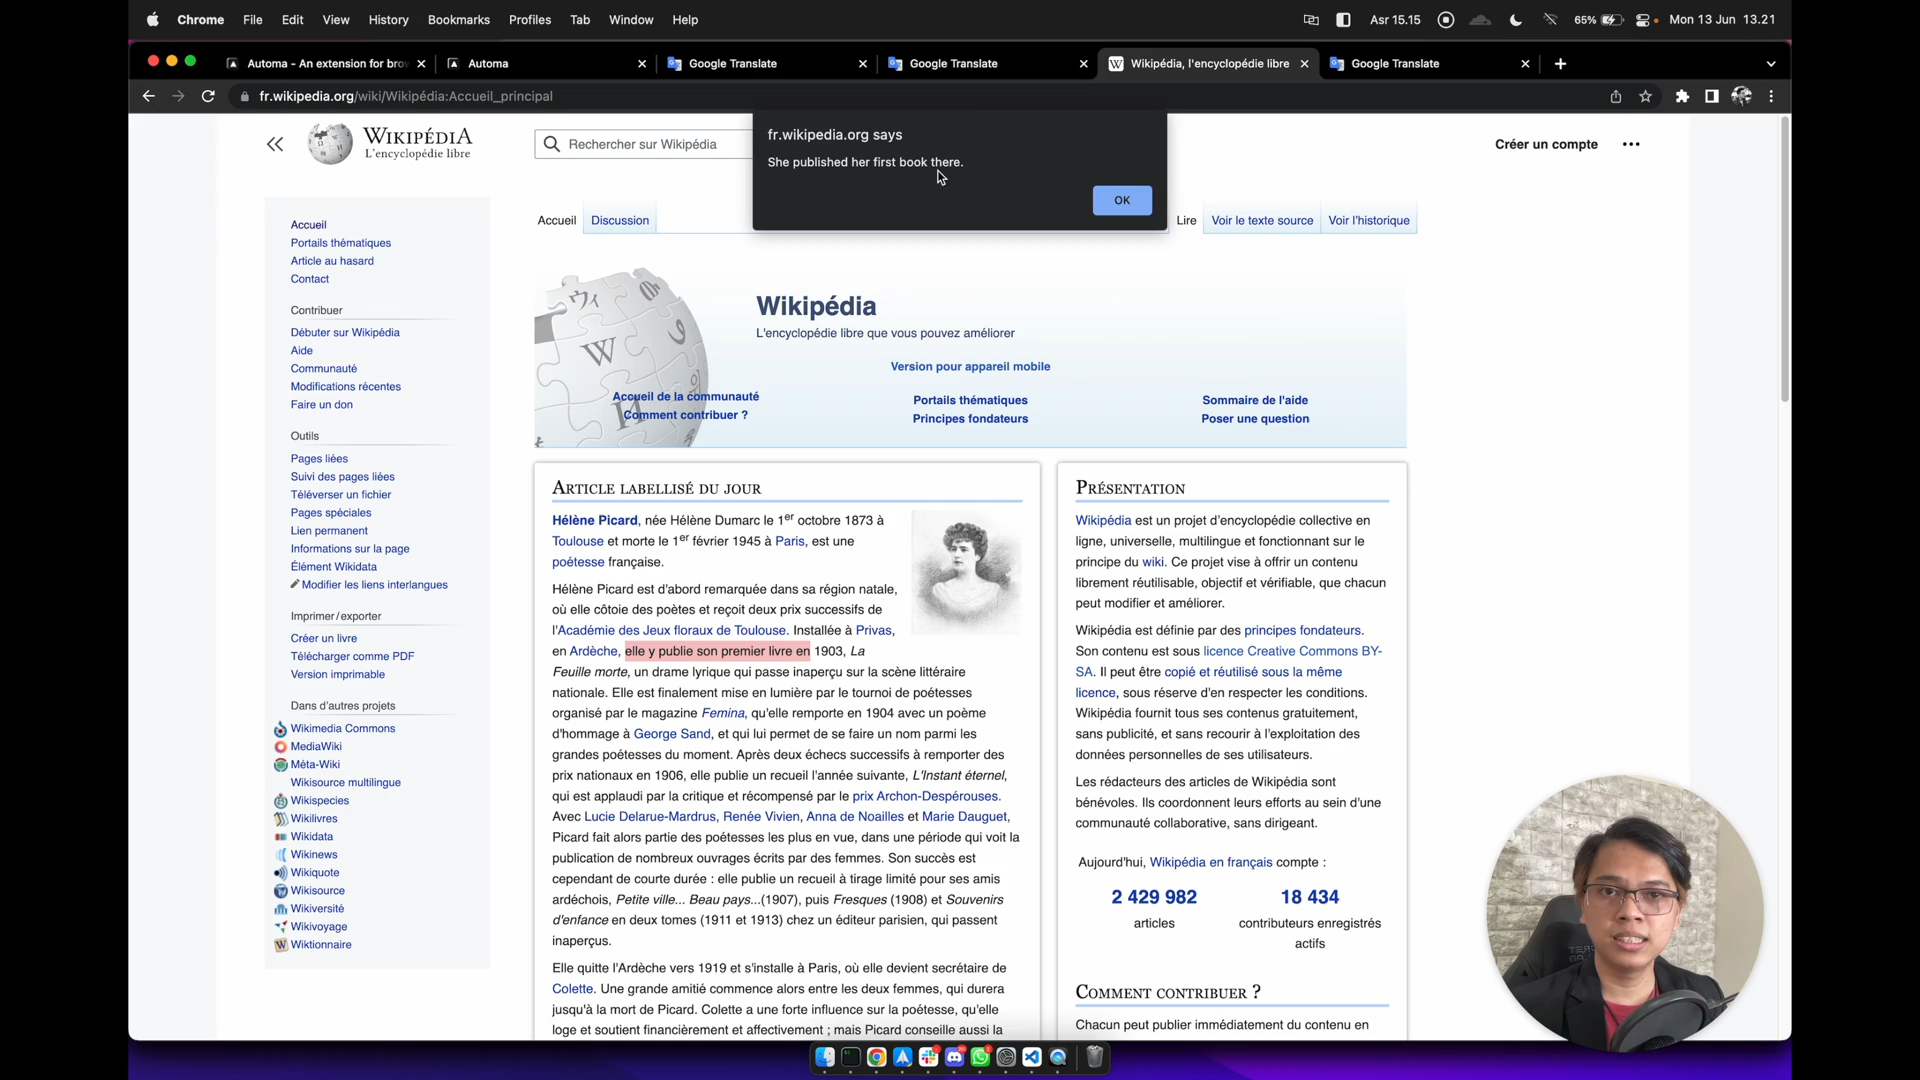 Chrome File Edit View History Bookmarks Profiles Tab Window Help
Asr 15.15 65% Mon 13 Jun 13.21
Automa - An extension for brow
Automa
Google Translate
Google Translate
Wikipédia, l'encyclopédie libre
Google Translate
fr.wikipedia.org/wiki/Wikipédia:Accueil_principal
fr.wikipedia.org says
She published her first book there.
OK
WIKIPÉDIA
L'encyclopédie libre
Rechercher sur Wikipédia
Créer un compte
Accueil
Portails thématiques
Article au hasard
Contact
Contribuer
Débuter sur Wikipédia
Aide
Communauté
Modifications récentes
Faire un don
Outils
Pages liées
Suivi des pages liées
Téléverser un fichier
Pages spéciales
Lien permanent
Informations sur la page
Élément Wikidata
Modifier les liens interlangues
Imprimer/exporter
Créer un livre
Télécharger comme PDF
Version imprimable
Dans d'autres projets
Wikimedia Commons
MediaWiki
Méta-Wiki
Wikisource multilingue
Wikispecies
Wikilivres
Wikidata
Wikinews
Wikiquote
Wikisource
Wikiversité
Wikivoyage
Wiktionnaire
Accueil Discussion
Lire Voir le texte source Voir l'historique
Wikipédia
L'encyclopédie libre que vous pouvez améliorer
Version pour appareil mobile
Accueil de la communauté
Comment contribuer ?
Portails thématiques
Principes fondateurs
Sommaire de l'aide
Poser une question
ARTICLE LABELLISÉ DU JOUR
Hélène Picard, née Hélène Dumarc le 1er octobre 1873 à
Toulouse et morte le 1er février 1945 à Paris, est une
poétesse française.
Hélène Picard est d'abord remarquée dans sa région natale,
où elle côtoie des poètes et reçoit deux prix successifs de
l'Académie des Jeux floraux de Toulouse. Installée à Privas,
en Ardèche, elle y publie son premier livre en 1903, La
Feuille morte, un drame lyrique qui passe inaperçu sur la scène littéraire
nationale. Elle est finalement mise en lumière par le tournoi de poétesses
organisé par le magazine Femina, qu'elle remporte en 1904 avec un poème
d'hommage à George Sand, et qui lui permet de se faire un nom parmi les
grandes poétesses du moment. Après deux échecs successifs à remporter des
prix nationaux en 1906, elle publie un recueil l'année suivante, L'Instant éternel,
qui est applaudi par la critique et récompensé par le prix Archon-Despérouses.
Avec Lucie Delarue-Mardrus, Renée Vivien, Anna de Noailles et Marie Dauguet,
Picard fait alors partie des poétesses les plus en vue, dans une période qui voit la
publication de nombreux ouvrages écrits par des femmes. Son succès est
cependant de courte durée : elle publie un recueil à tirage limité pour ses amis
ardéchois, Petite ville... Beau pays...(1907), puis Fresques (1908) et Souvenirs
d'enfance en deux tomes (1911 et 1913) chez un éditeur parisien, qui passent
inaperçus.
Elle quitte l'Ardèche vers 1919 et s'installe à Paris, où elle devient secrétaire de
Colette. Une grande amitié commence alors entre les deux femmes, qui durera
jusqu'à la mort de Picard. Colette a une forte influence sur la poétesse, qu'elle
loge et soutient financièrement et affectivement ; mais Picard conseille aussi la
PRÉSENTATION
Wikipédia est un projet d'encyclopédie collective en
ligne, universelle, multilingue et fonctionnant sur le
principe du wiki. Ce projet vise à offrir un contenu
librement réutilisable, objectif et vérifiable, que chacun
peut modifier et améliorer.
Wikipédia est définie par des principes fondateurs.
Son contenu est sous licence Creative Commons BY-
SA. Il peut être copié et réutilisé sous la même
licence, sous réserve d'en respecter les conditions.
Wikipédia fournit tous ses contenus gratuitement,
sans publicité, et sans recourir à l'exploitation des
données personnelles de ses utilisateurs.
Les rédacteurs des articles de Wikipédia sont
bénévoles. Ils coordonnent leurs efforts au sein d'une
communauté collaborative, sans dirigeant.
Aujourd'hui, Wikipédia en français compte :
2 429 982
articles
18 434
contributeurs enregistrés
actifs
COMMENT CONTRIBUER ?
Chacun peut publier immédiatement du contenu en